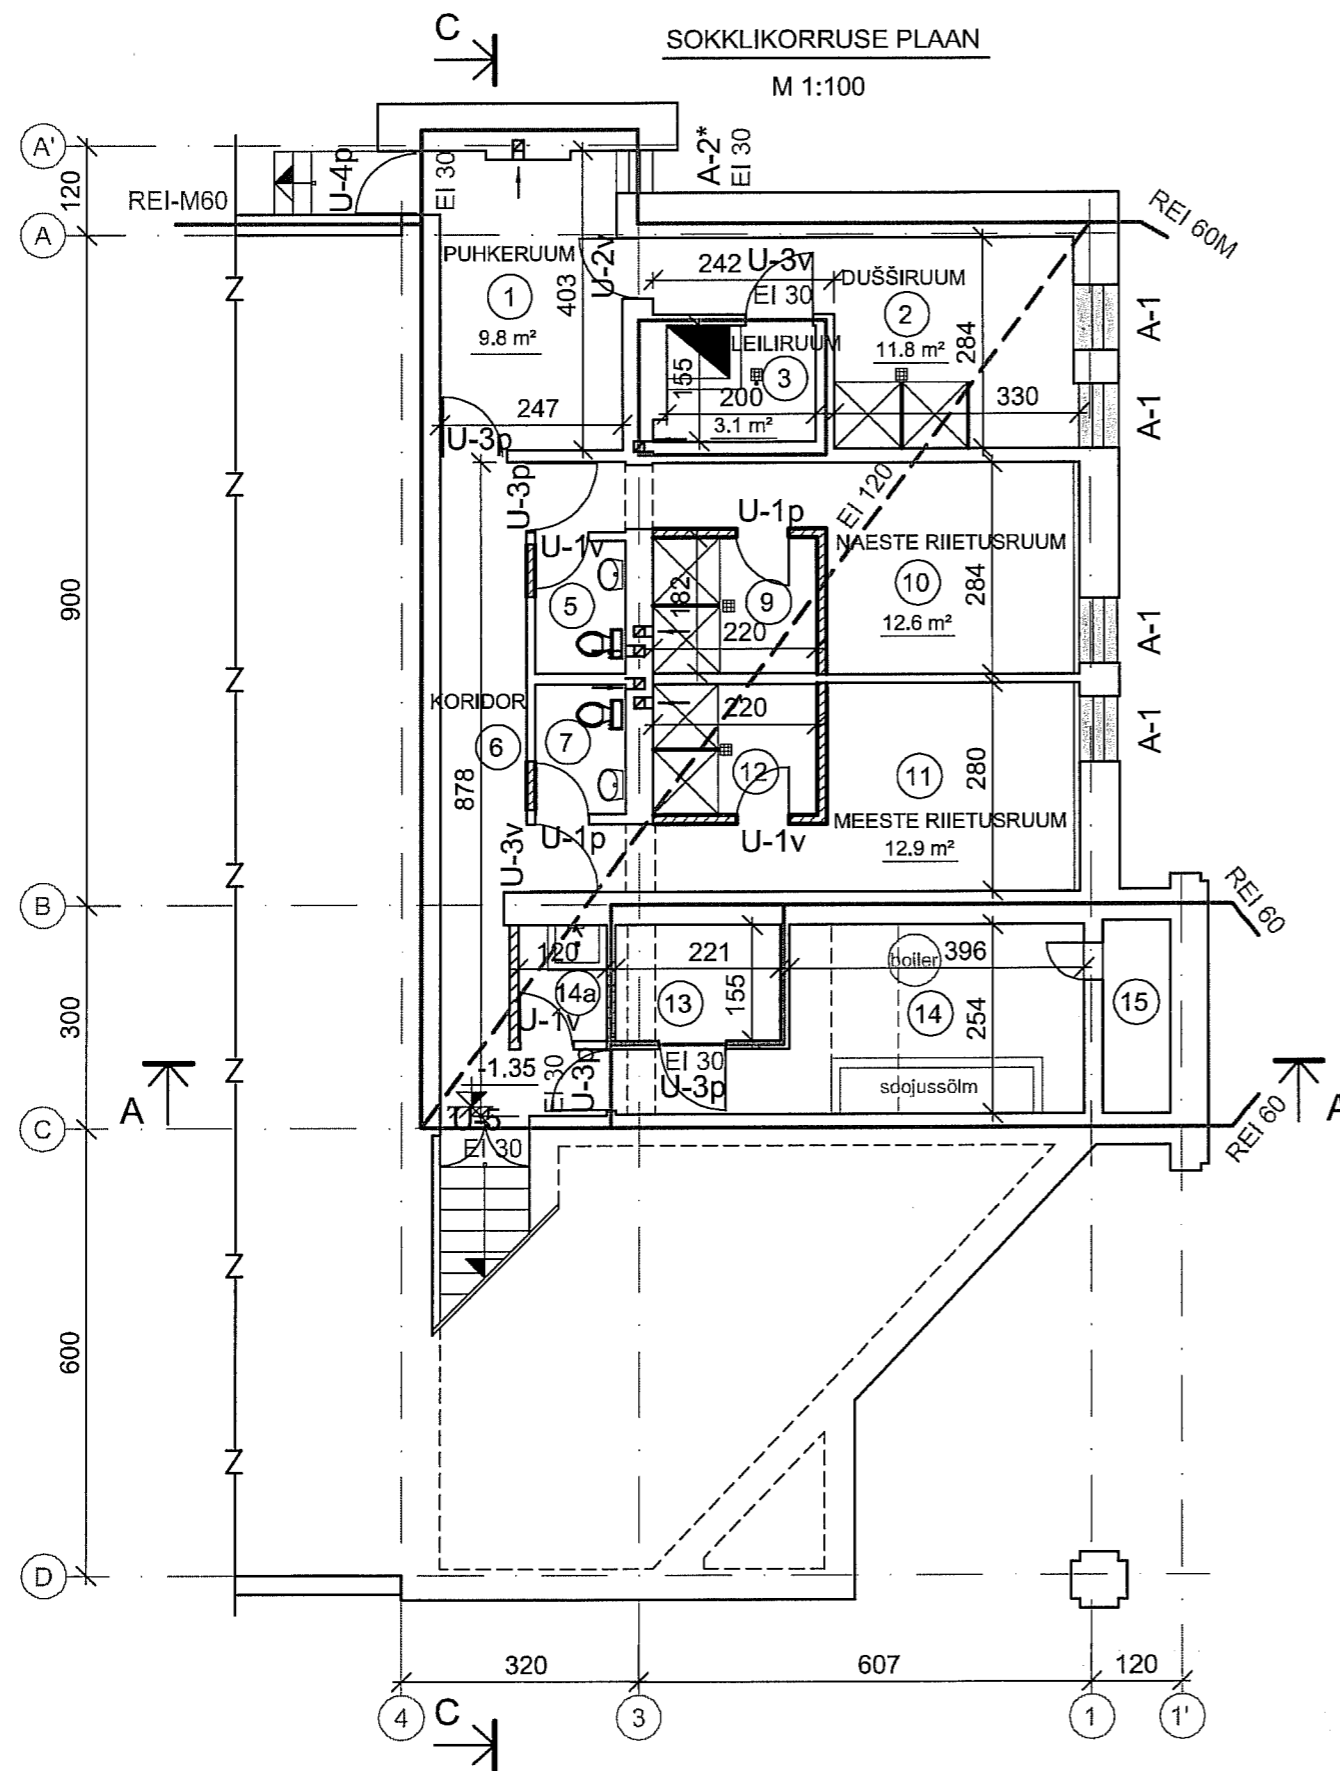 SOKKLIKORRUSE PLAAN
M 1:100
C
A'
A
120
REI-M60
U-4p
EI 30
A-2*
EI 30
REI 60M
PUHKERUUM
1
9.8 m²
403
U-2v
242
U-3v
EI 30
DUŠŠIRUUM
2
11.8 m²
284
A-1
LEILIRUUM
3
155
200
3.1 m²
330
A-1
247
U-3p
U-3p
U-1v
U-1p
EI 120
NAESTE RIIETUSRUUM
10
12.6 m²
284
A-1
900
5
182
9
220
KORIDOR
6
878
7
220
12
11
280
A-1
MEESTE RIIETUSRUUM
12.9 m²
U-3v
U-1p
U-1v
B
REI 60
120
221
boiler
396
14a
13
155
14
254
15
300
U-1v
-1.35
EI 30
U-3p
EI 30
U-3p
soojussõlm
A
A
C
U-5
EI 30
REI 60
600
D
320
607
120
4
C
3
1
1'